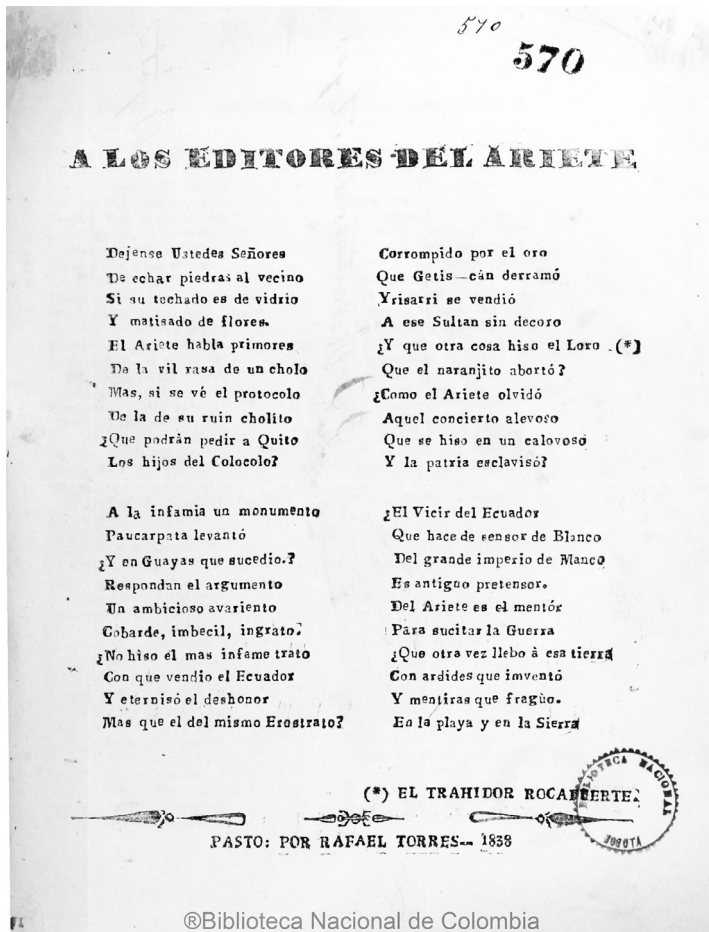 570
570
A LOS EDITORES DEL ARIETE
Dejense Ustedes Señores
De echar piedras al vecino
Si su techado es de vidrio
Y matisado de flores.
El Ariete habla primores
De la vil rasa de un cholo
Mas, si se vé el protocolo
De la de su ruin cholito
¿Que podrán pedir a Quito
Los hijos del Colocolo?
A la infamia un monumento
Paucarpata levantó
¿Y en Guayas que sucedio.?
Respondan el argumento
Un ambicioso avariento
Cobarde, imbecil, ingrato.
¿No hiso él mas infame trato
Con que vendio el Ecuador
Y eternisó el deshonor
Mas que el del mismo Erostrato?
Corrompido por el oro
Que Getis—cán derramó
Yrisarri se vendió
A ese Sultan sin decoro
¿Y que otra cosa hiso el Loro .(*)
Que el naranjito abortó?
¿Como el Ariete olvidó
Aquel concierto alevoso
Que se hiso en un calovoso
Y la patria esclavisó?
¿El Vicir del Ecuador
Que hace de sensor de Blanco
Del grande imperio de Manco
Es antiguo pretensor.
Del Ariete es el mentór
Para sucitar la Guerra
¿Que otra vez llebo à esa tierra
Con ardides que imventó
Y mentiras que fragùo.
En la playa y en la Sierra
(*) EL TRAHIDOR ROCAFUERTE.
PASTO: POR RAFAEL TORRES-- 1838
BIBLIOTECA NACIONAL
BOGOTA
®Biblioteca Nacional de Colombia